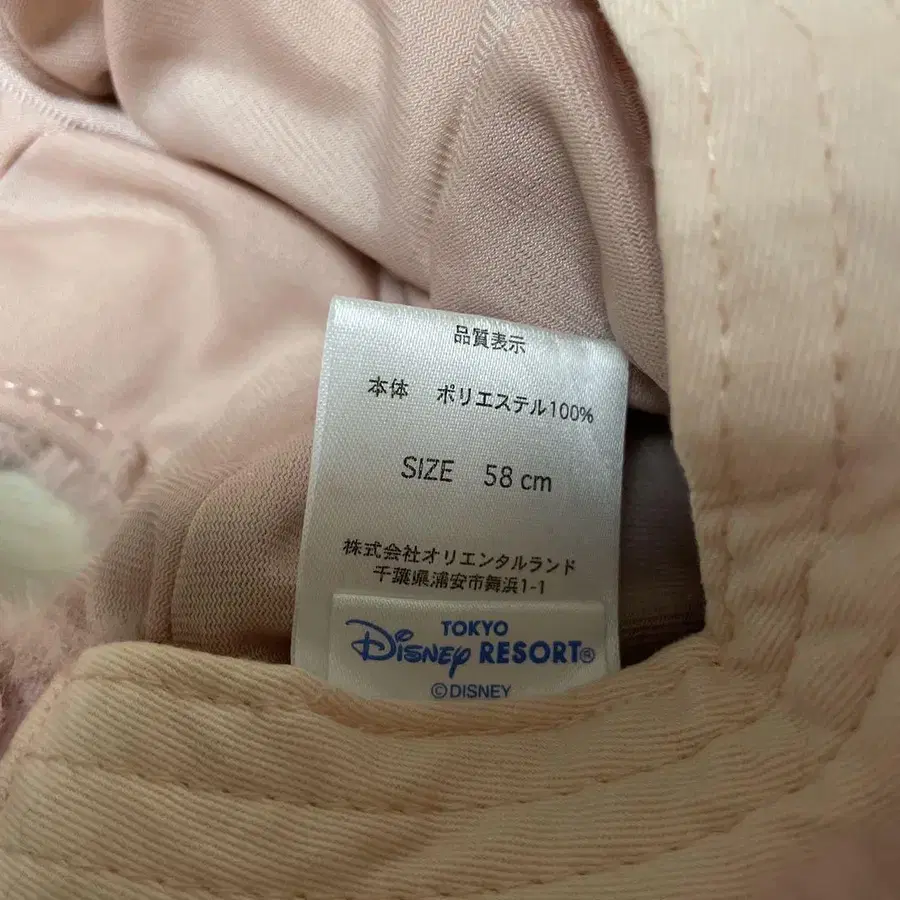 品質表示
本体 ポリエステル100%
SIZE 58 cm
株式会社オリエンタルランド
千葉県浦安市舞浜1-1
TOKYO
Disney RESORT®
©DISNEY